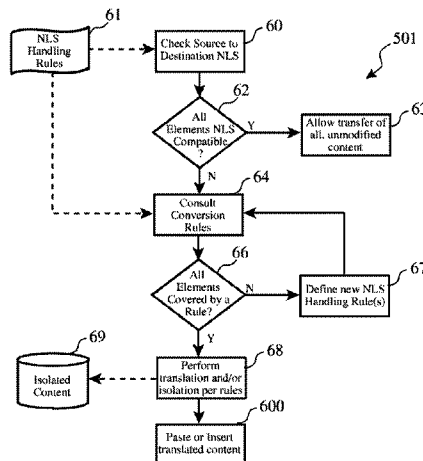 61
NLS
Handling
Rules
60
Check Source to
Destination NLS
501
62
All
Elements NLS
Compatible
?
Y
N
63
Allow transfer of
all, unmodified
content
64
Consult
Conversion
Rules
66
All
Elements
Covered by a
Rule?
N
Y
67
Define new NLS
Handling Rule(s)
69
Isolated
Content
68
Perform
translation and/or
isolation per rules
600
Paste or Insert
translated content